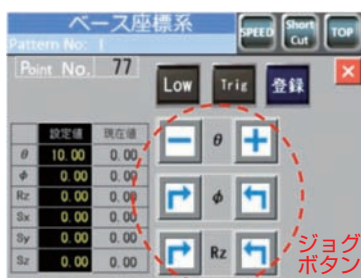 ベース座標系
SPEED
Short Cut
TOP
Pattern No: 1
Point No. 77
Low
Trig
登録
設定値 現在値
θ 10.00 0.00
φ 0.00 0.00
Rz 0.00 0.00
Sx 0.00 0.00
Sy 0.00 0.00
Sz 0.00 0.00
θ
φ
Rz
ジョグ
ボタン